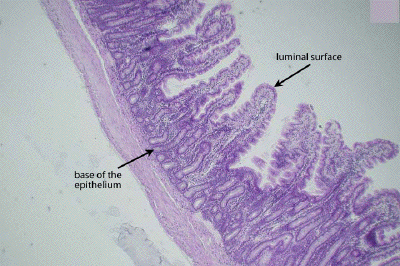 luminal surface
base of the
epithelium